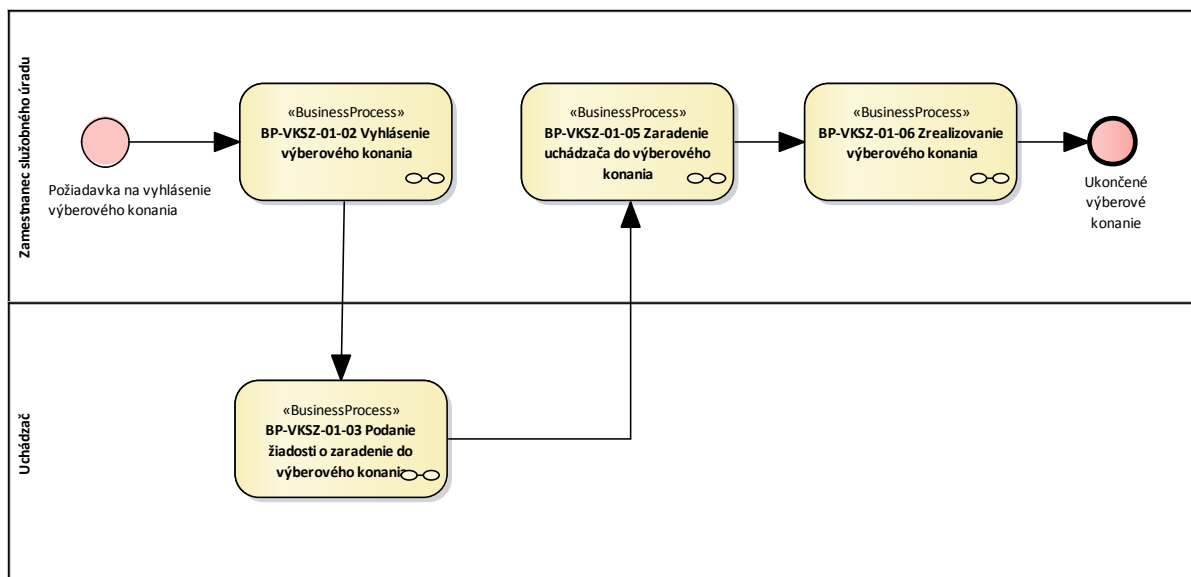 Zamestnanec služobného úradu
Požiadavka na vyhlásenie
výberového konania
«BusinessProcess»
BP-VKSZ-01-02 Vyhlásenie
výberového konania
«BusinessProcess»
BP-VKSZ-01-05 Zaradenie
uchádzača do výberového
konania
«BusinessProcess»
BP-VKSZ-01-06 Zrealizovanie
výberového konania
Ukončené
výberové
konanie
Uchádzač
«BusinessProcess»
BP-VKSZ-01-03 Podanie
žiadosti o zaradenie do
výberového konania